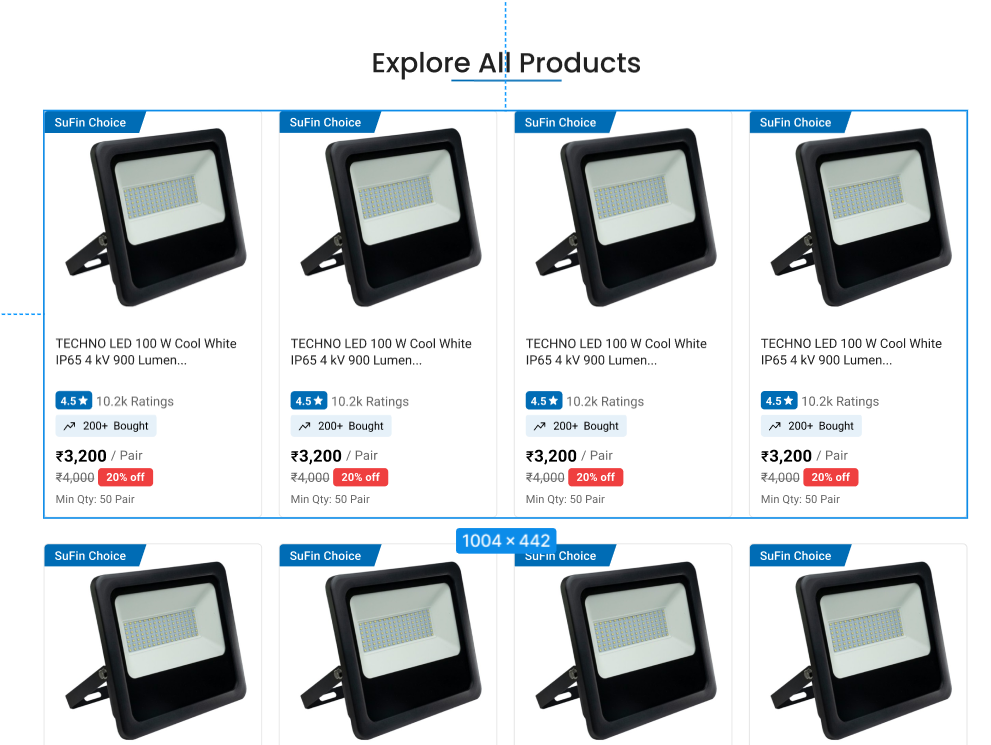 Explore All Products
SuFin Choice SuFin Choice SuFin Choice SuFin Choice
TECHNO LED 100 W Cool White TECHNO LED 100 W Cool White TECHNO LED 100 W Cool White TECHNO LED 100 W Cool White
IP65 4 kV 900 Lumen... IP65 4 kV 900 Lumen... IP65 4 kV 900 Lumen... IP65 4 kV 900 Lumen...
4.5★ 10.2k Ratings 4.5★ 10.2k Ratings 4.5★ 10.2k Ratings 4.5★ 10.2k Ratings
200+ Bought 200+ Bought 200+ Bought 200+ Bought
₹3,200 / Pair ₹3,200 / Pair ₹3,200 / Pair ₹3,200 / Pair
₹4,000 20% off ₹4,000 20% off ₹4,000 20% off ₹4,000 20% off
Min Qty: 50 Pair Min Qty: 50 Pair Min Qty: 50 Pair Min Qty: 50 Pair
1004 × 442
SuFin Choice SuFin Choice SuFin Choice SuFin Choice